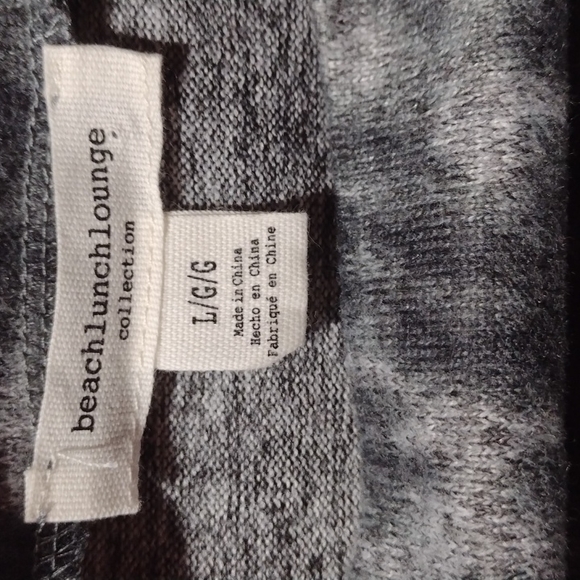 beachlunchlounge
collection
L/G/G
Made in China
Hecho en China
Fabriqué en Chine